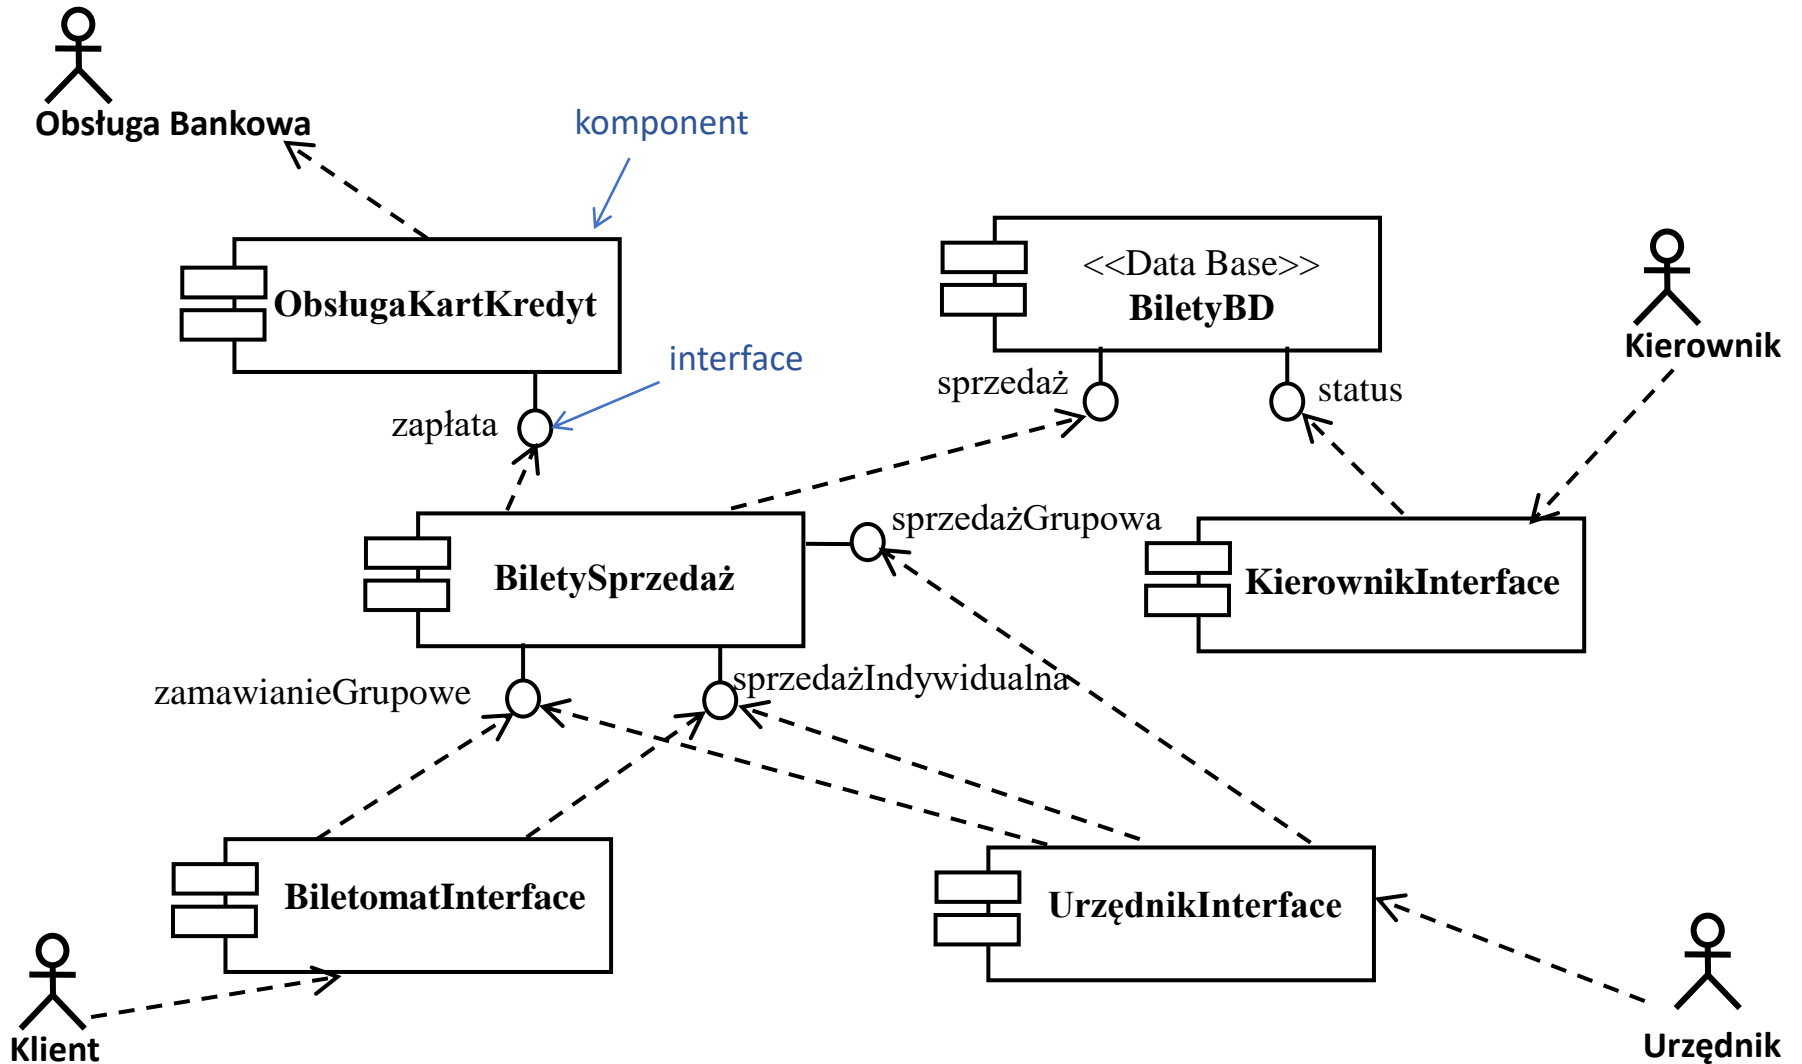 Obsługa Bankowa
komponent
ObsługaKartKredyt
<<Data Base>>
BiletyBD
Kierownik
interface
zapłata
sprzedaż
status
sprzedażGrupowa
BiletySprzedaż
KierownikInterface
zamawianieGrupowe
sprzedażIndywidualna
BiletomatInterface
UrzędnikInterface
Klient
Urzędnik